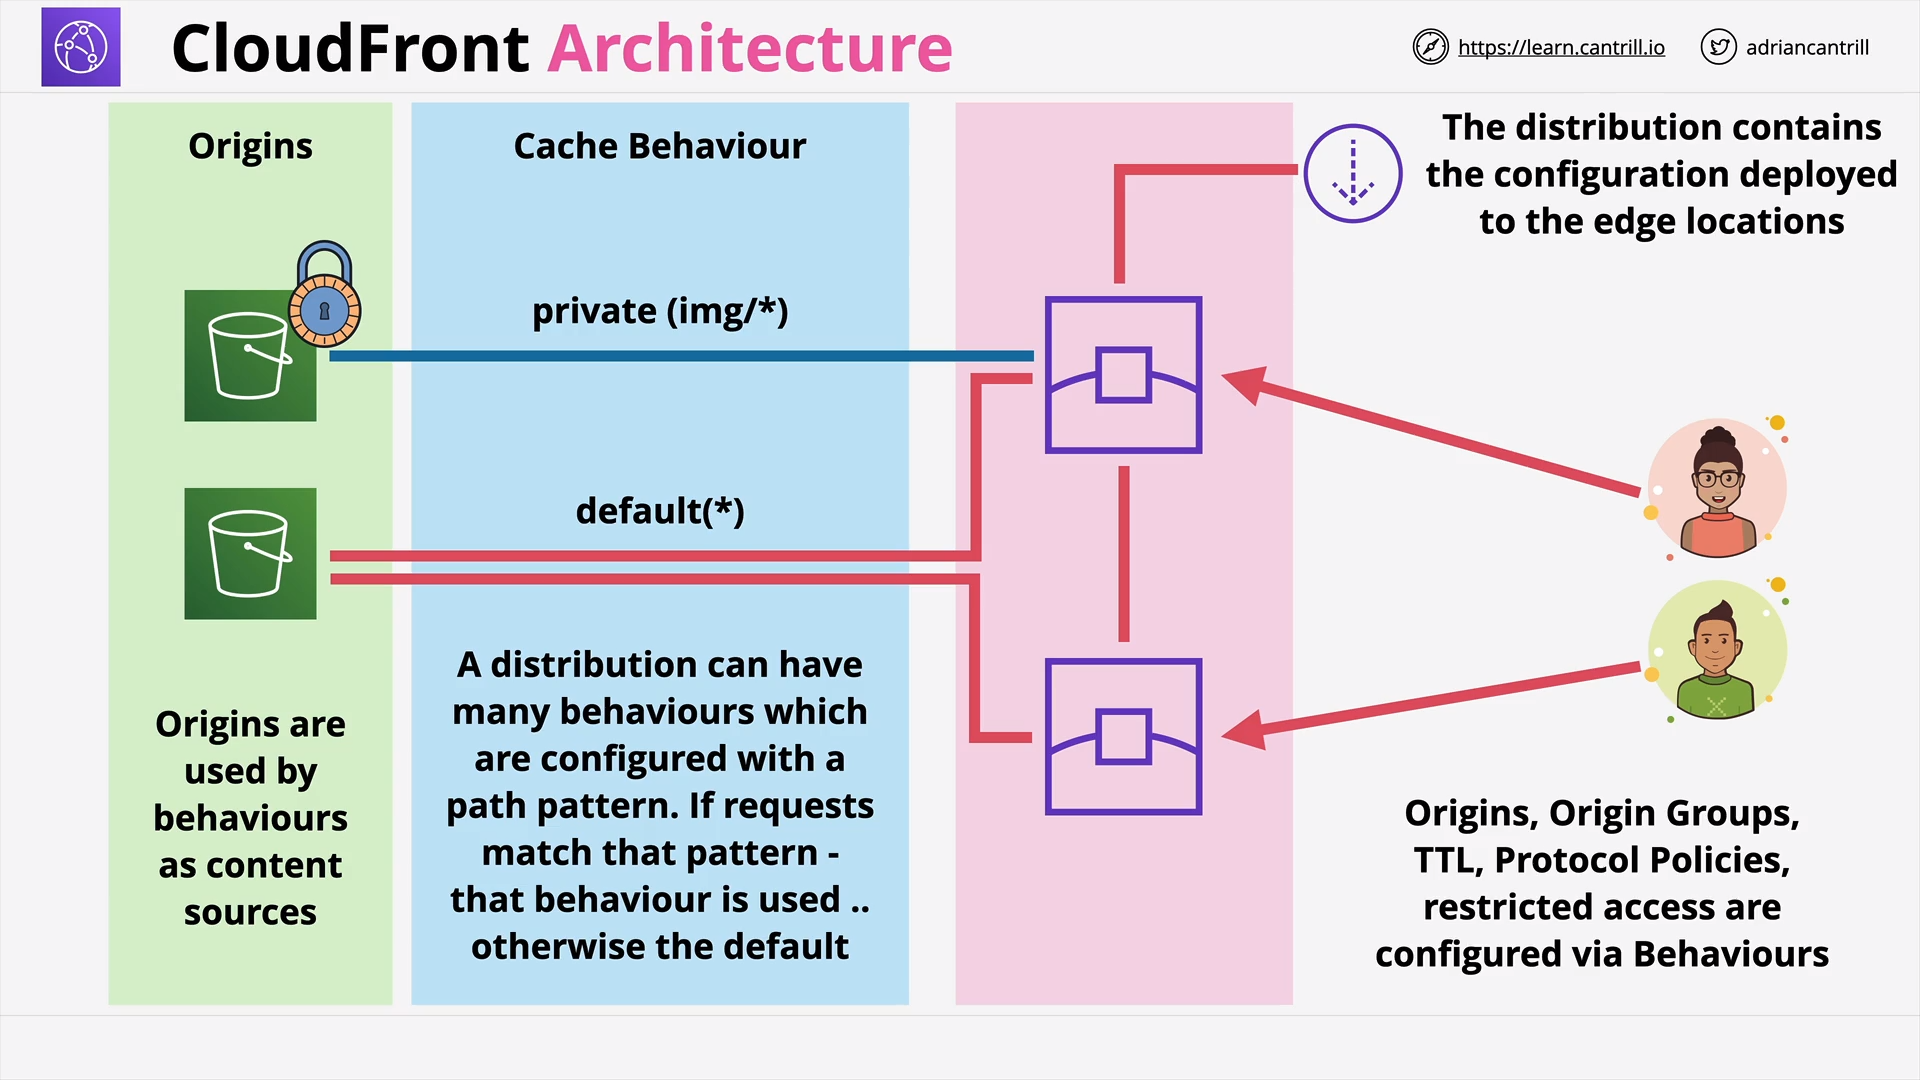 CloudFront Architecture
https://learn.cantrill.io
adriancantrill
Origins
Cache Behaviour
The distribution contains
the configuration deployed
to the edge locations
private (img/*)
default(*)
Origins are
used by
behaviours
as content
sources
A distribution can have
many behaviours which
are configured with a
path pattern. If requests
match that pattern -
that behaviour is used ..
otherwise the default
Origins, Origin Groups,
TTL, Protocol Policies,
restricted access are
configured via Behaviours